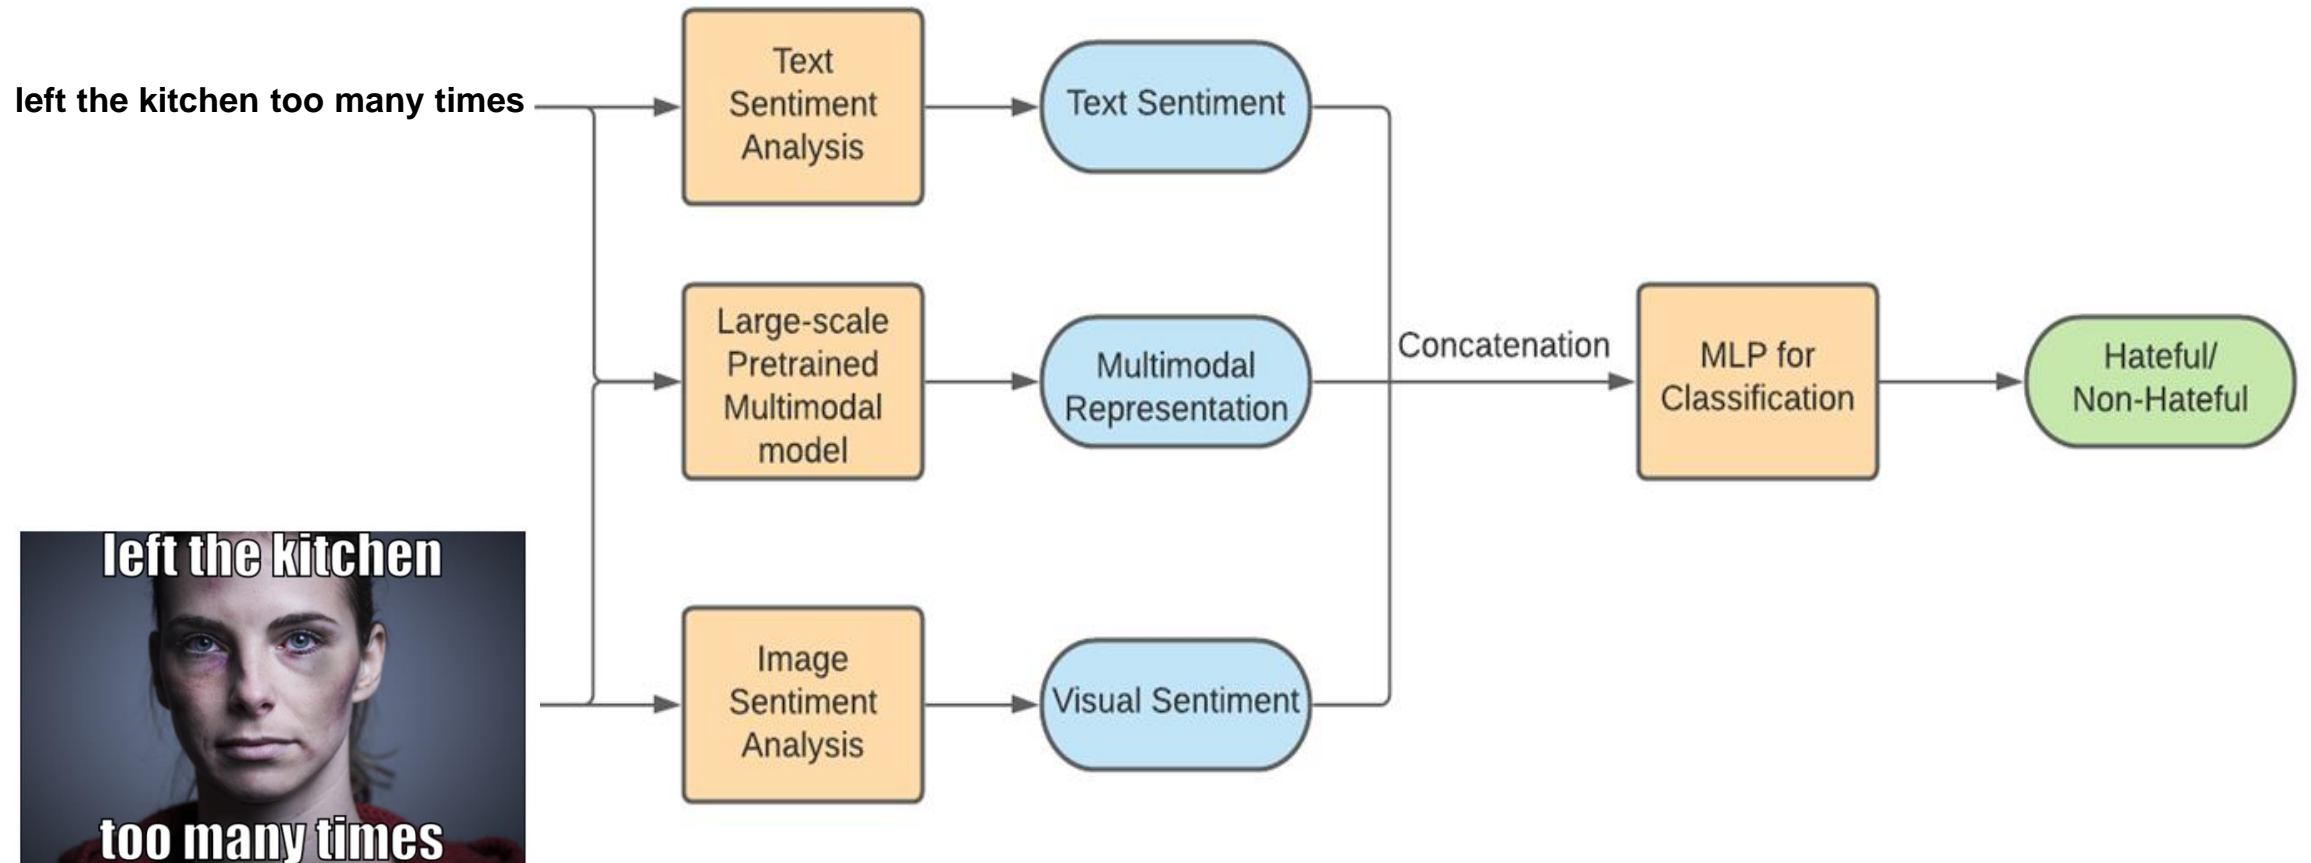 left the kitchen too many times
Text
Sentiment
Analysis
Text Sentiment
Large-scale
Pretrained
Multimodal
model
Multimodal
Representation
Concatenation
MLP for
Classification
Hateful/
Non-Hateful
left the kitchen
too many times
Image
Sentiment
Analysis
Visual Sentiment